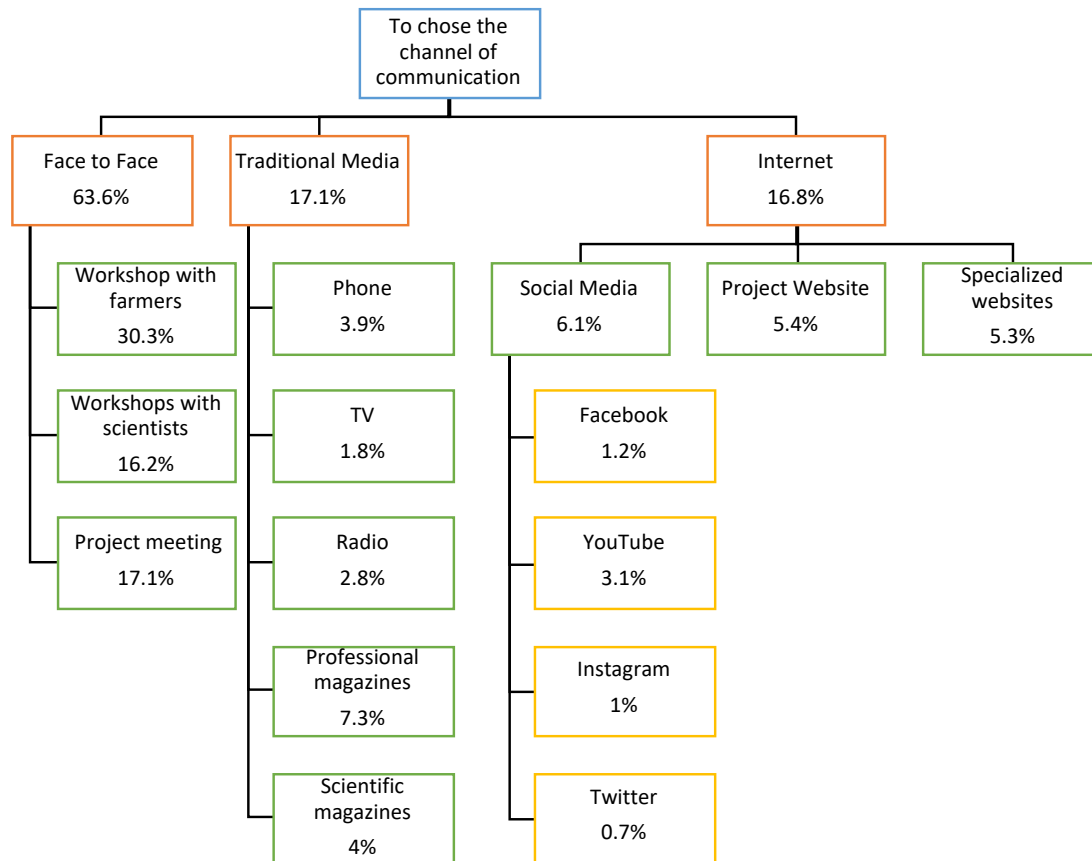 To chose the
channel of
communication
Face to Face
63.6%
Traditional Media
17.1%
Internet
16.8%
Workshop with
farmers
30.3%
Phone
3.9%
Social Media
6.1%
Project Website
5.4%
Specialized
websites
5.3%
Workshops with
scientists
16.2%
TV
1.8%
Facebook
1.2%
Project meeting
17.1%
Radio
2.8%
YouTube
3.1%
Professional
magazines
7.3%
Instagram
1%
Scientific
magazines
4%
Twitter
0.7%